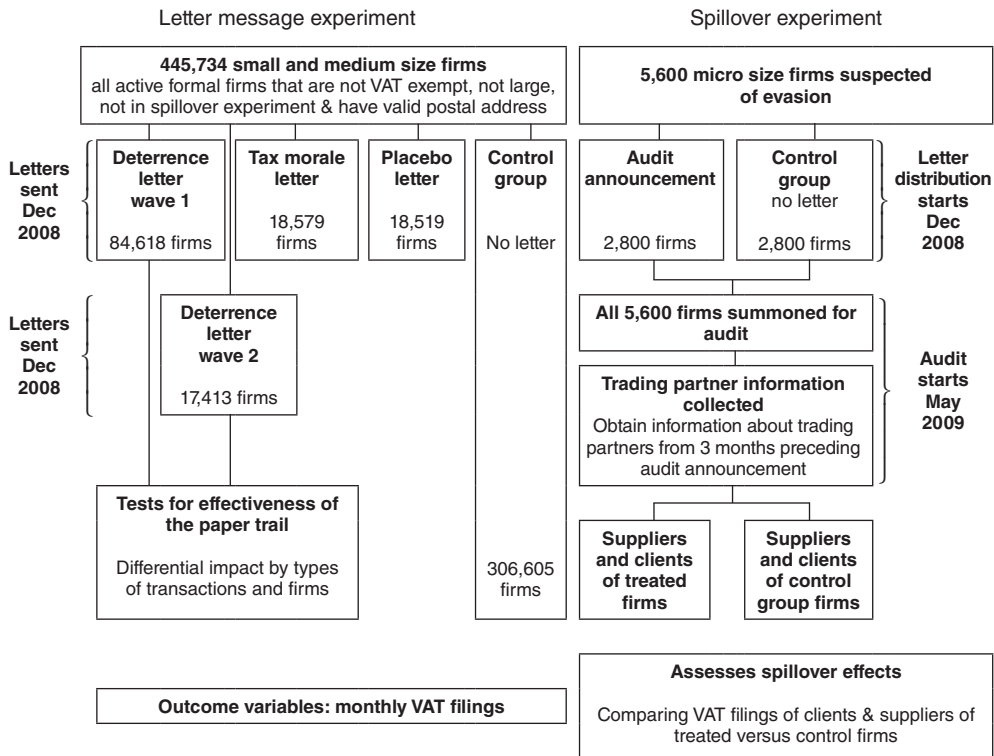 Letter message experiment
445,734 small and medium size firms
all active formal firms that are not VAT exempt, not large,
not in spillover experiment & have valid postal address
Letters
sent
Dec
2008
Deterrence
letter
wave 1
84,618 firms
Tax morale
letter
18,579
firms
Placebo
letter
18,519
firms
Control
group
No letter
306,605
firms
Letters
sent
Dec
2008
Deterrence
letter
wave 2
17,413 firms
Tests for effectiveness of
the paper trail
Differential impact by types
of transactions and firms
Outcome variables: monthly VAT filings
Spillover experiment
5,600 micro size firms suspected
of evasion
Audit
announcement
2,800 firms
Control
group
no letter
2,800 firms
Letter
distribution
starts
Dec
2008
All 5,600 firms summoned for
audit
Trading partner information
collected
Obtain information about trading
partners from 3 months preceding
audit announcement
Audit
starts
May
2009
Suppliers
and clients
of treated
firms
Suppliers
and clients
of control
group firms
Assesses spillover effects
Comparing VAT filings of clients & suppliers of
treated versus control firms